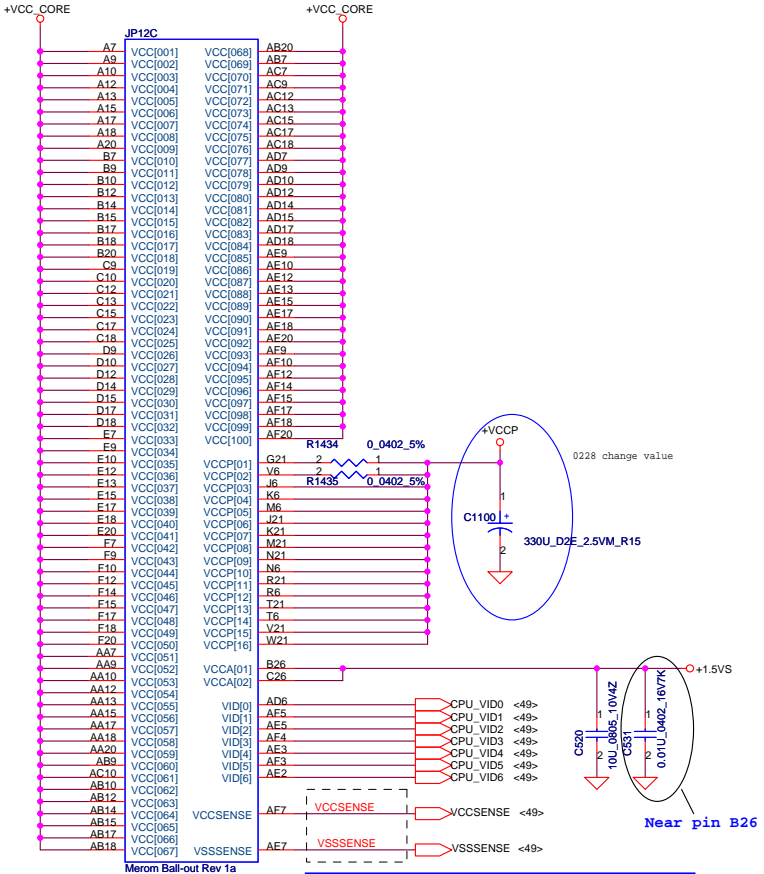 +VCC_CORE +VCC_CORE
JP12C
A7 VCC[001] VCC[068] AB20
A9 VCC[002] VCC[069] AB7
A10 VCC[003] VCC[070] AC7
A12 VCC[004] VCC[071] AC9
A13 VCC[005] VCC[072] AC12
A15 VCC[006] VCC[073] AC13
A17 VCC[007] VCC[074] AC15
A18 VCC[008] VCC[075] AC17
A20 VCC[009] VCC[076] AC18
B7 VCC[010] VCC[077] AD7
B9 VCC[011] VCC[078] AD9
B10 VCC[012] VCC[079] AD10
B12 VCC[013] VCC[080] AD12
B14 VCC[014] VCC[081] AD14
B15 VCC[015] VCC[082] AD15
B17 VCC[016] VCC[083] AD17
B18 VCC[017] VCC[084] AD18
B20 VCC[018] VCC[085] AE9
C9 VCC[019] VCC[086] AE10
C10 VCC[020] VCC[087] AE12
C12 VCC[021] VCC[088] AE13
C13 VCC[022] VCC[089] AE15
C15 VCC[023] VCC[090] AE17
C17 VCC[024] VCC[091] AE18
C18 VCC[025] VCC[092] AE20
D9 VCC[026] VCC[093] AF9
D10 VCC[027] VCC[094] AF10
D12 VCC[028] VCC[095] AF12
D14 VCC[029] VCC[096] AF14
D15 VCC[030] VCC[097] AF15
D17 VCC[031] VCC[098] AF17
D18 VCC[032] VCC[099] AF18
E7 VCC[033] VCC[100] AF20
E9 VCC[034]
R1434 0_0402_5%
E10 VCC[035] VCCP[01] G21 2 1
E12 VCC[036] VCCP[02] V6 2 1
R1435 0_0402_5%
E13 VCC[037] VCCP[03] J6
E15 VCC[038] VCCP[04] K6
E17 VCC[039] VCCP[05] M6
E18 VCC[040] VCCP[06] J21
E20 VCC[041] VCCP[07] K21
F7 VCC[042] VCCP[08] M21
F9 VCC[043] VCCP[09] N21
F10 VCC[044] VCCP[10] N6
F12 VCC[045] VCCP[11] R21
F14 VCC[046] VCCP[12] R6
F15 VCC[047] VCCP[13] T21
F17 VCC[048] VCCP[14] T6
F18 VCC[049] VCCP[15] V21
F20 VCC[050] VCCP[16] W21
AA7 VCC[051]
AA9 VCC[052] VCCA[01] B26
AA10 VCC[053] VCCA[02] C26
AA12 VCC[054]
AA13 VCC[055] VID[0] AD6 CPU_VID0 <49>
AA15 VCC[056] VID[1] AF5 CPU_VID1 <49>
AA17 VCC[057] VID[2] AE5 CPU_VID2 <49>
AA18 VCC[058] VID[3] AF4 CPU_VID3 <49>
AA20 VCC[059] VID[4] AE3 CPU_VID4 <49>
AB9 VCC[060] VID[5] AF3 CPU_VID5 <49>
AC10 VCC[061] VID[6] AE2 CPU_VID6 <49>
AB10 VCC[062]
AB12 VCC[063]
AB14 VCC[064] VCCSENSE AF7 VCCSENSE VCCSENSE <49>
AB15 VCC[065]
AB17 VCC[066]
AB18 VCC[067] VSSSENSE AE7 VSSSENSE VSSSENSE <49>
Merom Ball-out Rev 1a
+VCCP
0228 change value
1
C1100 +
330U_D2E_2.5VM_R15
2
+1.5VS
1
C520
10U_0805_10V4Z
2
1
C531
0.01U_0402_16V7K
2
Near pin B26